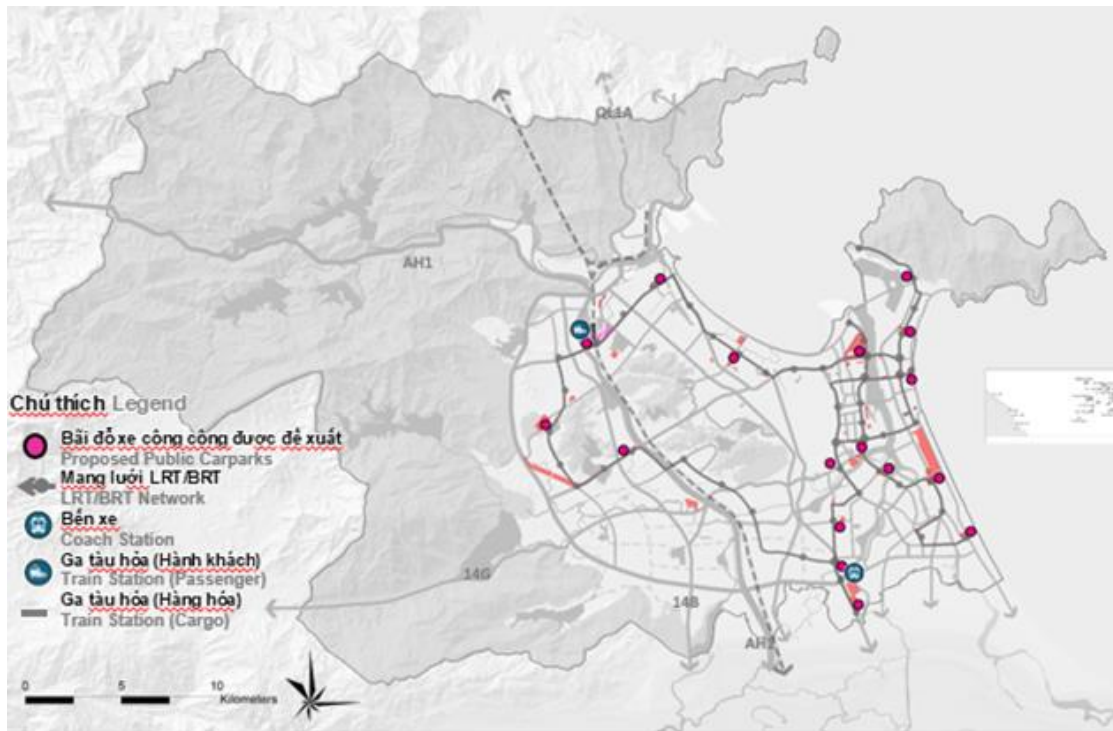 QL1A
AH1
Chú thích Legend
Bãi đỗ xe công cộng được đề xuất
Proposed Public Carparks
Mạng lưới LRT/BRT
LRT/BRT Network
Bến xe
Coach Station
Ga tàu hỏa (Hành khách)
Train Station (Passenger)
Ga tàu hỏa (Hàng hóa)
Train Station (Cargo)
14G
14B
0 5 10
Kilometers